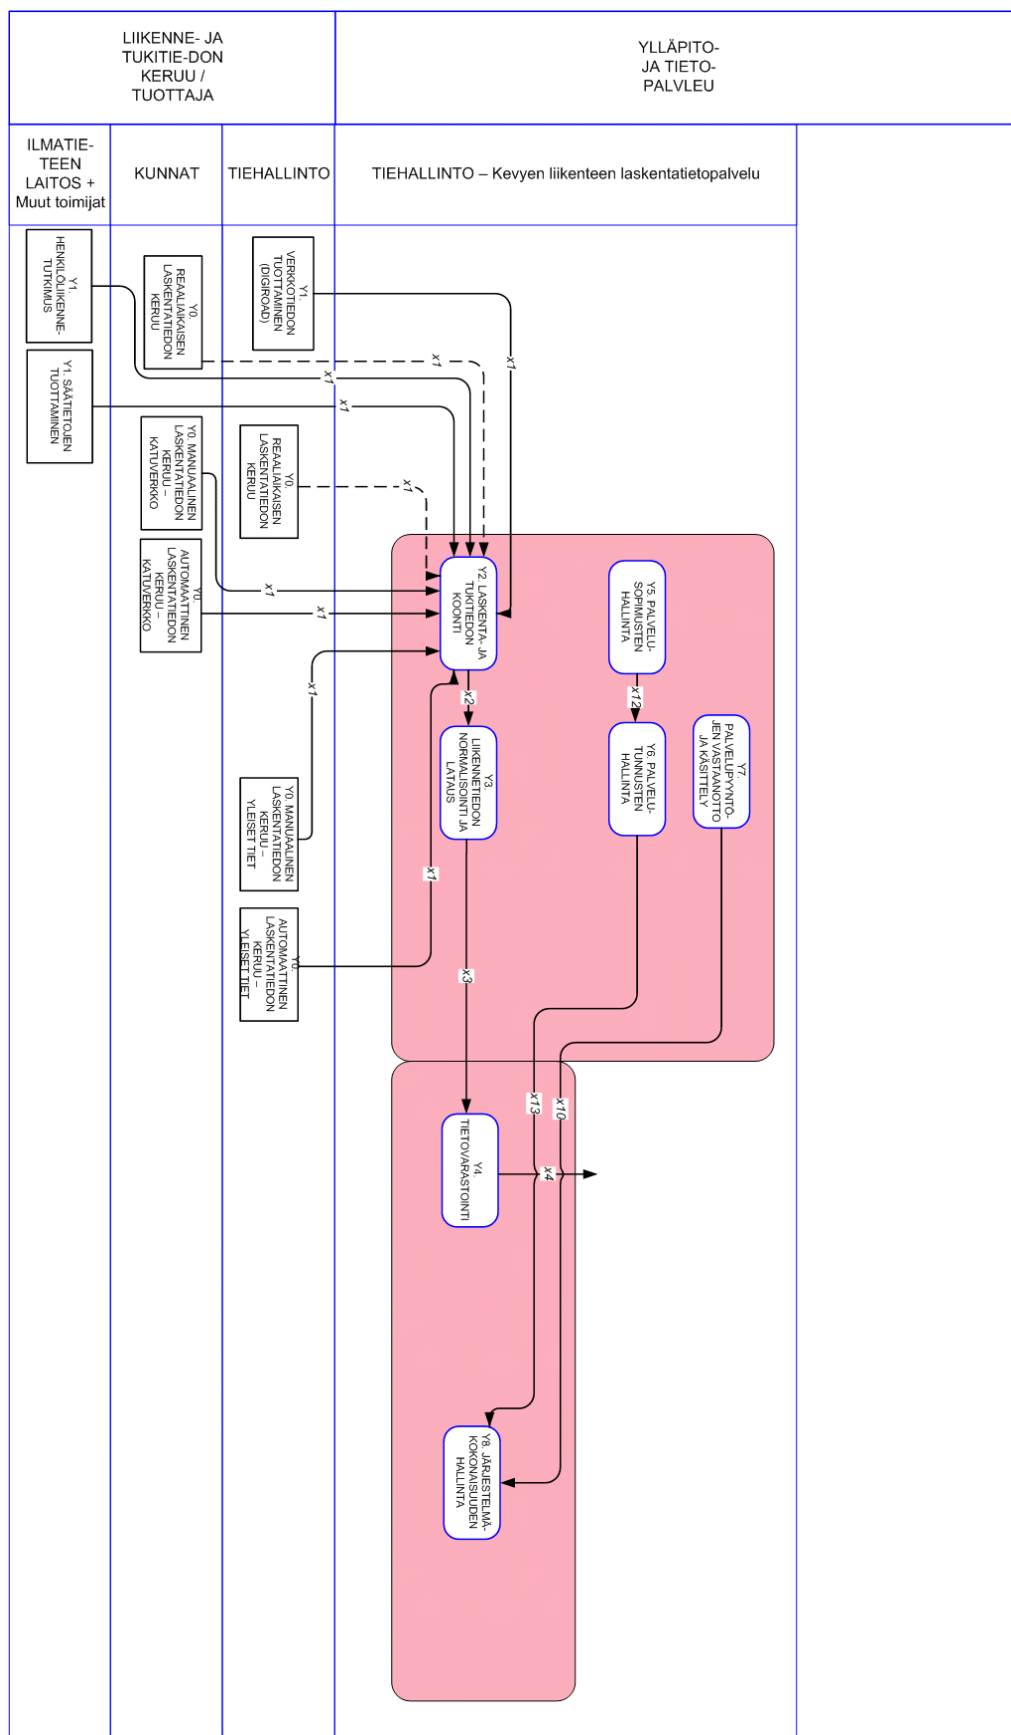 LIIKENNE- JA
TUKITIE-DON
KERUU /
TUOTTAJA
YLLÄPITO-
JA TIETO-
PALVLEU
ILMATIE-
TEEN
LAITOS +
Muut toimijat
KUNNAT
TIEHALLINTO
TIEHALLINTO – Kevyen liikenteen laskentatietopalvelu
Y1.
HENKILÖLIIKENNE-
TUTKIMUS
Y1. SÄÄTIETOJEN
TUOTTAMINEN
Y0.
REAALIAIKAISEN
LASKENTATIEDON
KERUU
Y0. MANUAALINEN
LASKENTATIEDON
KERUU –
KATUVERKKO
Y0.
AUTOMAATTINEN
LASKENTATIEDON
KERUU –
KATUVERKKO
Y1.
VERKKOTIEDON
TUOTTAMINEN
(DIGIROAD)
Y0.
REAALIAIKAISEN
LASKENTATIEDON
KERUU
Y0. MANUAALINEN
LASKENTATIEDON
KERUU –
YLEISET TIET
Y0.
AUTOMAATTINEN
LASKENTATIEDON
KERUU –
YLEISET TIET
x1
x1
x1
x1
x1
x1
x1
x1
x1
Y2. LASKENTA- JA
TUKITIEDON
KOONTI
x2
Y3.
LIIKENNETIEDON
NORMALISOINTI JA
LATAUS
x3
Y4.
TIETOVARASTOINTI
x4
Y5. PALVELU-
SOPIMUSTEN
HALLINTA
x12
Y6. PALVELU-
TUNNUSTEN
HALLINTA
x13
Y7.
PALVELUPYYNTÖ-
JEN VASTAANOTTO
JA KÄSITTELY
x10
Y8. JÄRJESTELMÄ-
KOKONAISUUDEN
HALLINTA